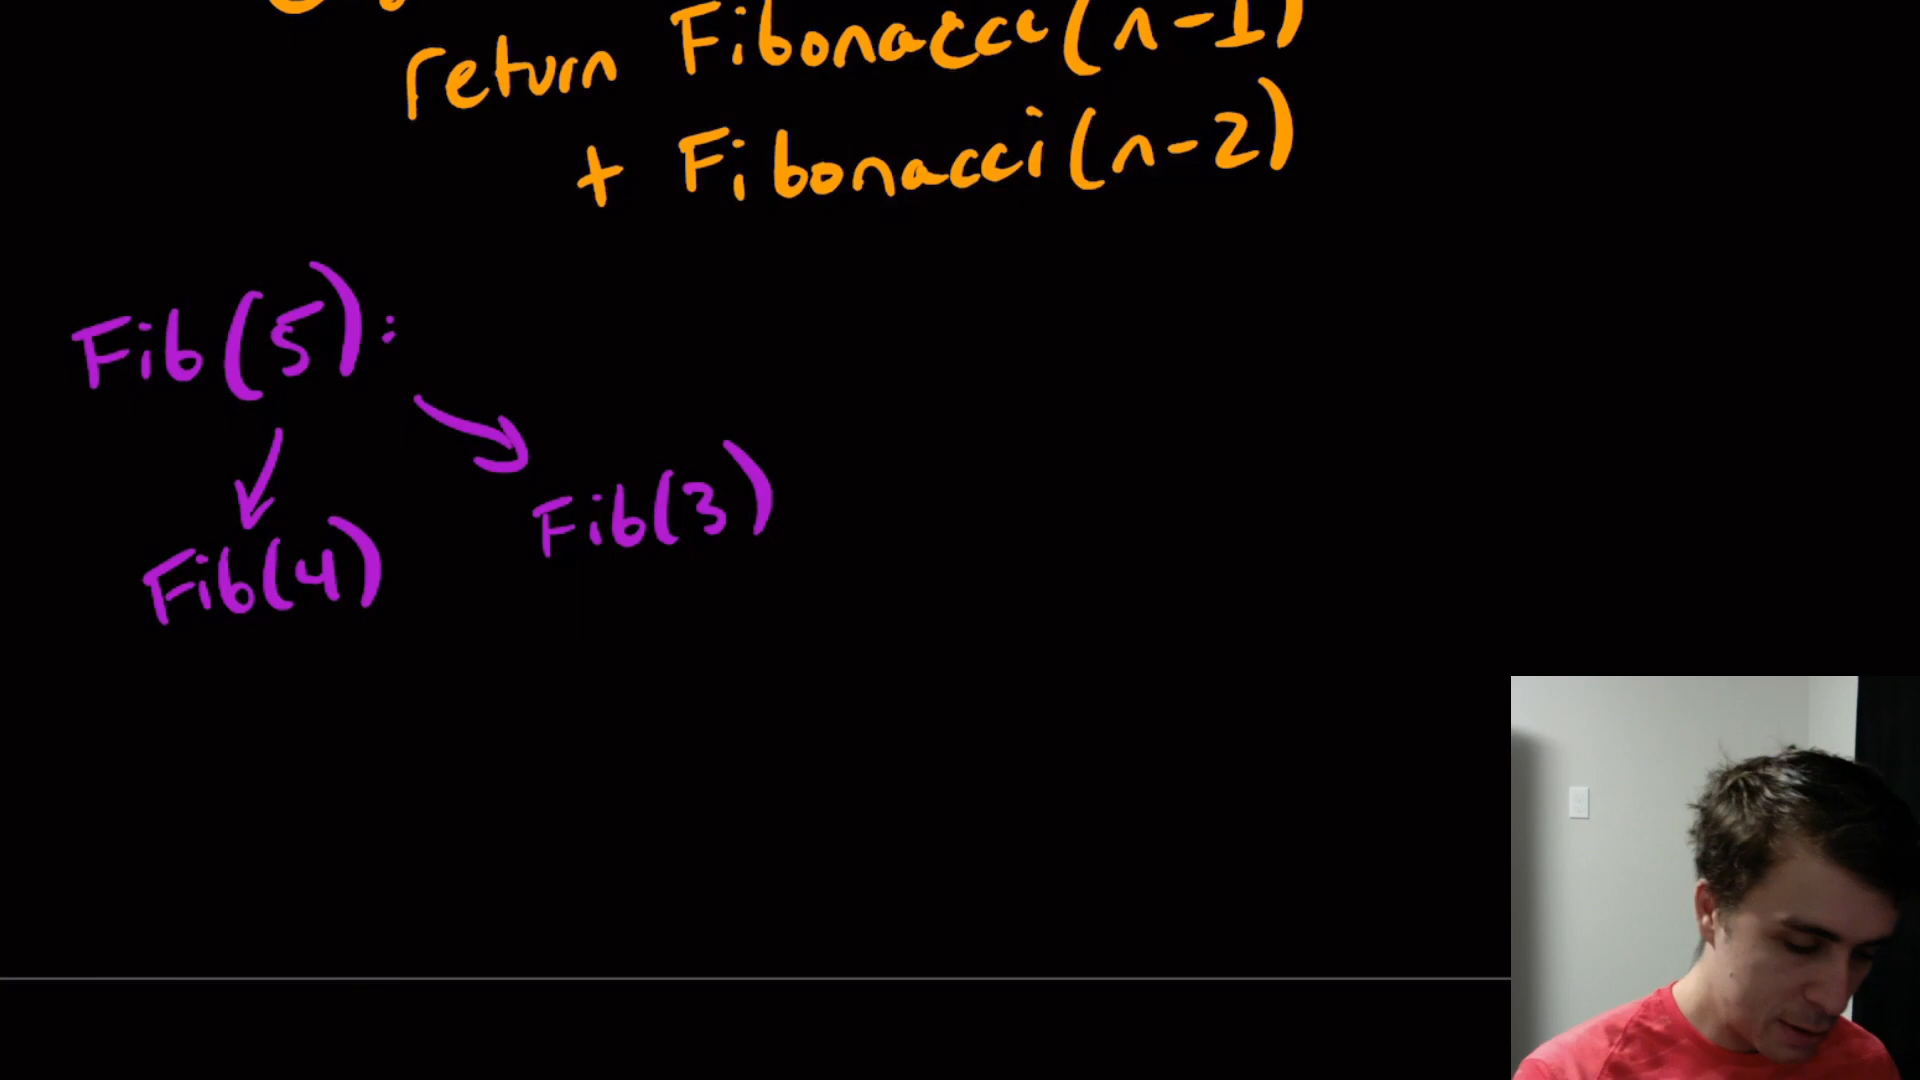 return Fibonacci(n-1)
+ Fibonacci(n-2)
Fib(5):
Fib(3)
Fib(4)